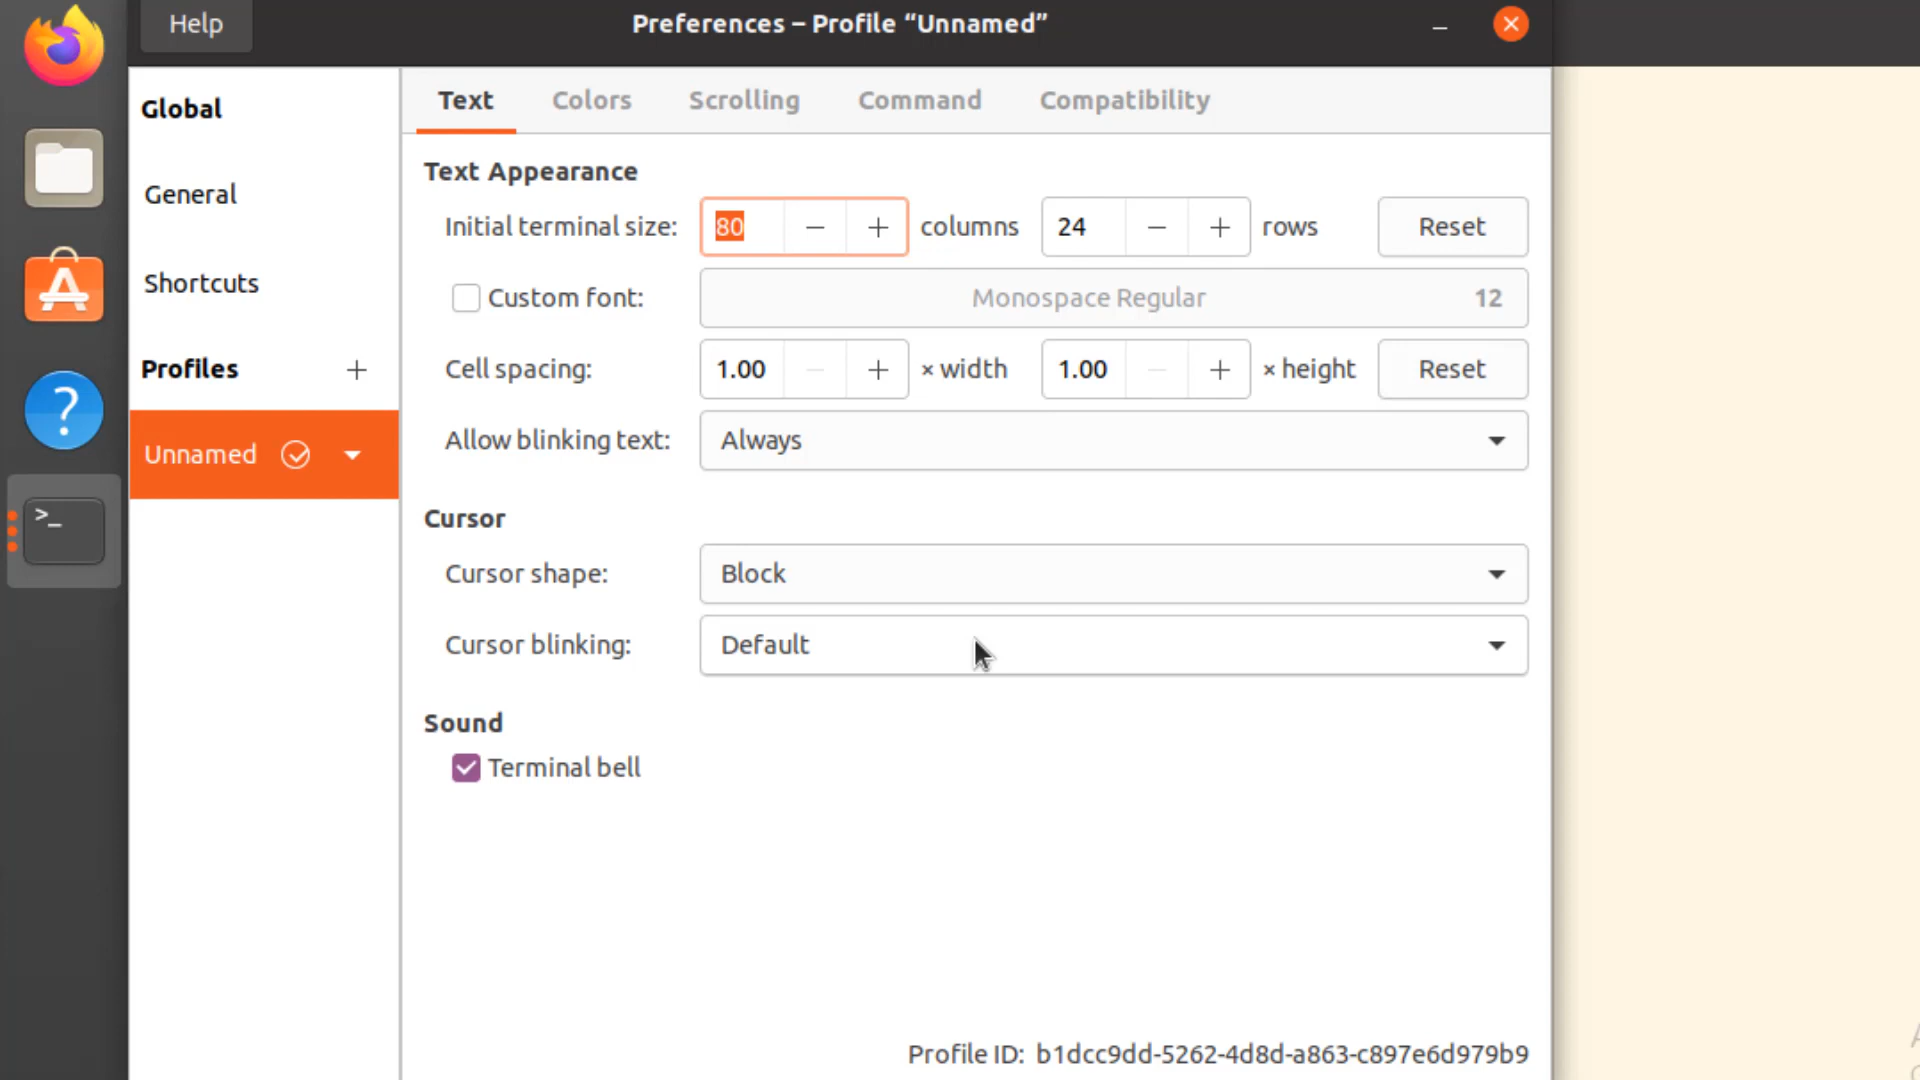 Help
Preferences – Profile “Unnamed”
Global
General
Shortcuts
Profiles
Unnamed
Text Colors Scrolling Command Compatibility
Text Appearance
Initial terminal size: 80 columns 24 rows Reset
Custom font: Monospace Regular 12
Cell spacing: 1.00 × width 1.00 × height Reset
Allow blinking text: Always
Cursor
Cursor shape: Block
Cursor blinking: Default
Sound
Terminal bell
Profile ID: b1dcc9dd-5262-4d8d-a863-c897e6d979b9